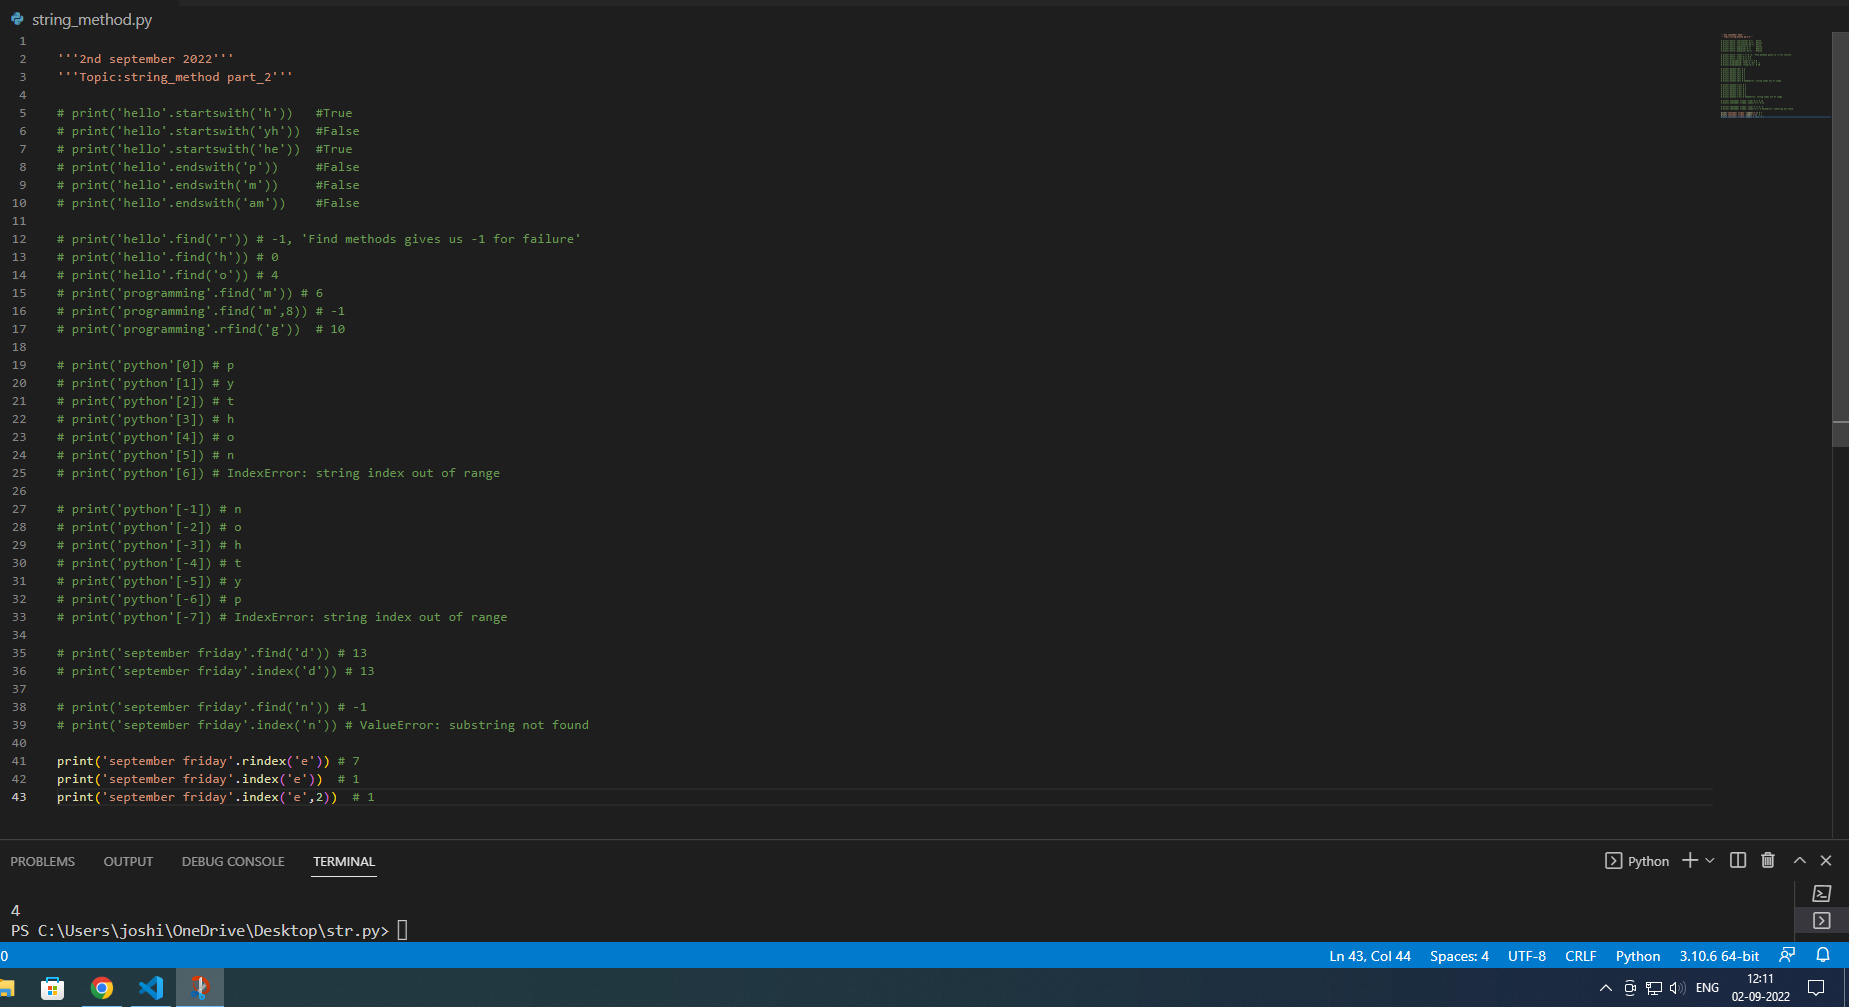 string_method.py
1
2 '''2nd september 2022'''
3 '''Topic:string_method part_2'''
4
5 # print('hello'.startswith('h'))   #True
6 # print('hello'.startswith('yh'))  #False
7 # print('hello'.startswith('he'))  #True
8 # print('hello'.endswith('p'))     #False
9 # print('hello'.endswith('m'))     #False
10 # print('hello'.endswith('am'))    #False
11
12 # print('hello'.find('r')) # -1, 'Find methods gives us -1 for failure'
13 # print('hello'.find('h')) # 0
14 # print('hello'.find('o')) # 4
15 # print('programming'.find('m')) # 6
16 # print('programming'.find('m',8)) # -1
17 # print('programming'.rfind('g'))  # 10
18
19 # print('python'[0]) # p
20 # print('python'[1]) # y
21 # print('python'[2]) # t
22 # print('python'[3]) # h
23 # print('python'[4]) # o
24 # print('python'[5]) # n
25 # print('python'[6]) # IndexError: string index out of range
26
27 # print('python'[-1]) # n
28 # print('python'[-2]) # o
29 # print('python'[-3]) # h
30 # print('python'[-4]) # t
31 # print('python'[-5]) # y
32 # print('python'[-6]) # p
33 # print('python'[-7]) # IndexError: string index out of range
34
35 # print('september friday'.find('d')) # 13
36 # print('september friday'.index('d')) # 13
37
38 # print('september friday'.find('n')) # -1
39 # print('september friday'.index('n')) # ValueError: substring not found
40
41 print('september friday'.rindex('e')) # 7
42 print('september friday'.index('e'))  # 1
43 print('september friday'.index('e',2))  # 1
PROBLEMS OUTPUT DEBUG CONSOLE TERMINAL Python
4
PS C:\Users\joshi\OneDrive\Desktop\str.py>
0 Ln 43, Col 44 Spaces: 4 UTF-8 CRLF Python 3.10.6 64-bit
ENG 12:11
02-09-2022